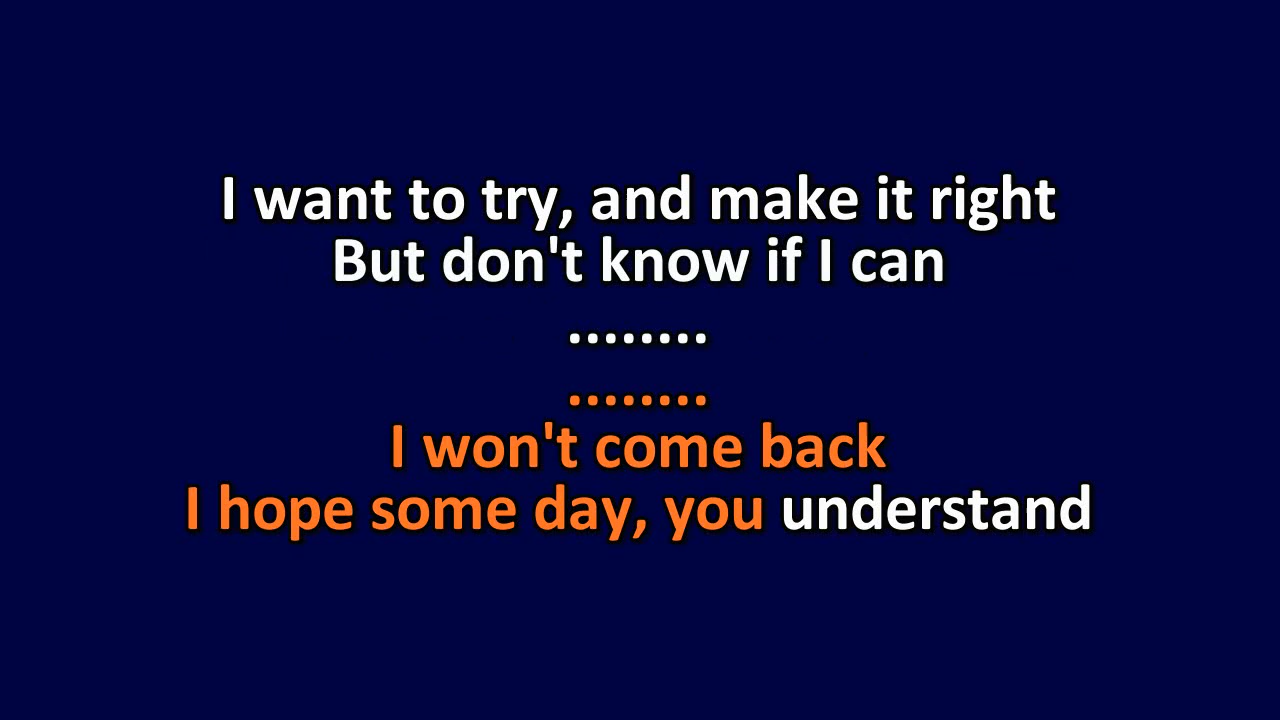 I want to try, and make it right
But don't know if I can
........
........
I won't come back
I hope some day, you understand